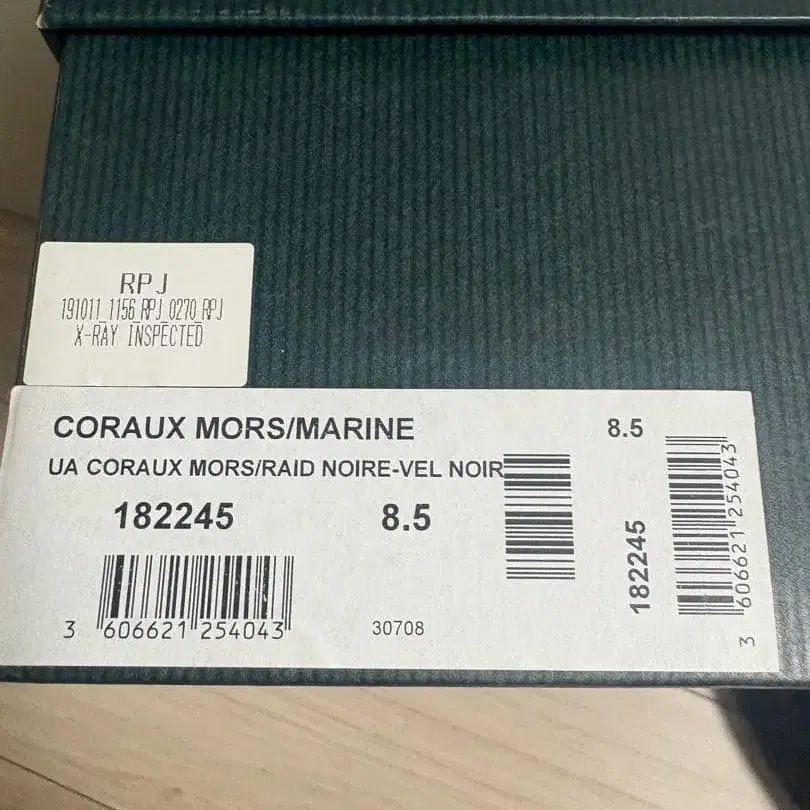 RPJ
191011_1156_RPJ_0270_RPJ
X-RAY INSPECTED
CORAUX MORS/MARINE
8.5
UA CORAUX MORS/RAID NOIRE-VEL NOIR
182245
8.5
3 606621 254043
30708
182245
3 606621 254043